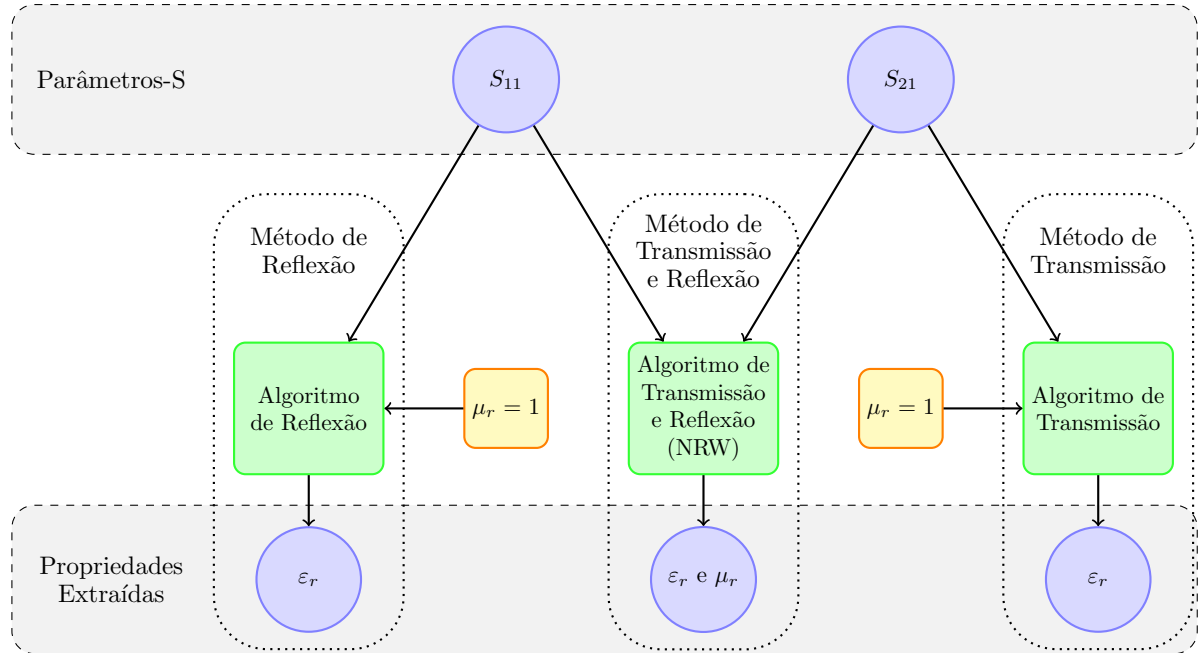 Parâmetros-S
S₁₁
S₂₁
Método de
Reflexão
Método de
Transmissão
e Reflexão
Método de
Transmissão
Algoritmo
de Reflexão
μᵣ = 1
Algoritmo de
Transmissão
e Reflexão
(NRW)
μᵣ = 1
Algoritmo de
Transmissão
Propriedades
Extraídas
εᵣ
εᵣ e μᵣ
εᵣ